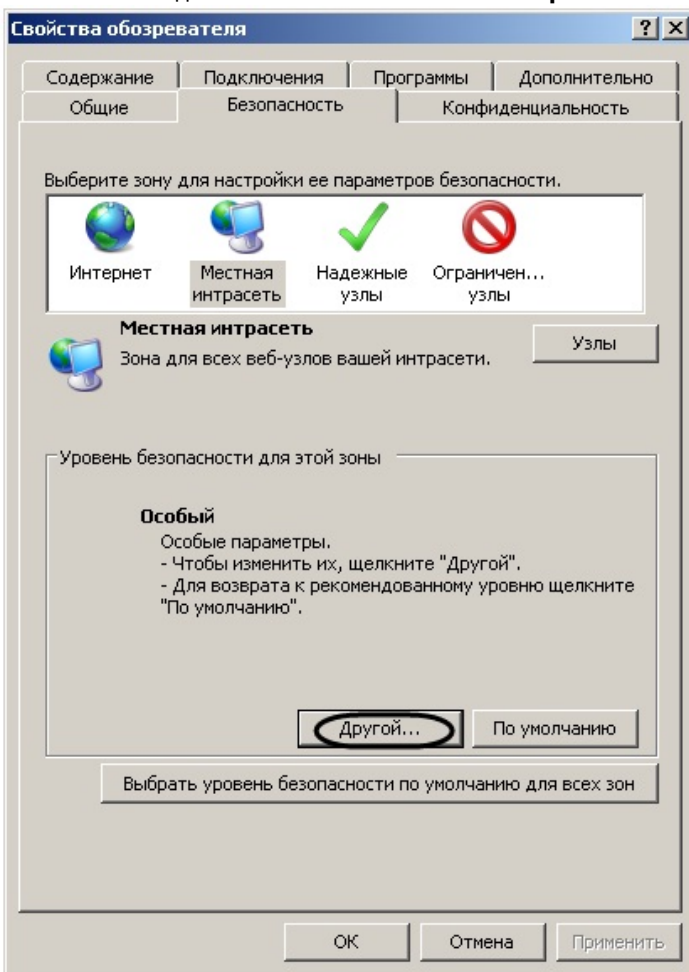 Свойства обозревателя
Содержание Подключения Программы Дополнительно
Общие Безопасность Конфиденциальность
Выберите зону для настройки ее параметров безопасности.
Интернет Местная интрасеть Надежные узлы Ограничен... узлы
Местная интрасеть
Зона для всех веб-узлов вашей интрасети.
Узлы
Уровень безопасности для этой зоны
Особый
Особые параметры.
- Чтобы изменить их, щелкните "Другой".
- Для возврата к рекомендованному уровню щелкните
"По умолчанию".
Другой... По умолчанию
Выбрать уровень безопасности по умолчанию для всех зон
ОК Отмена Применить